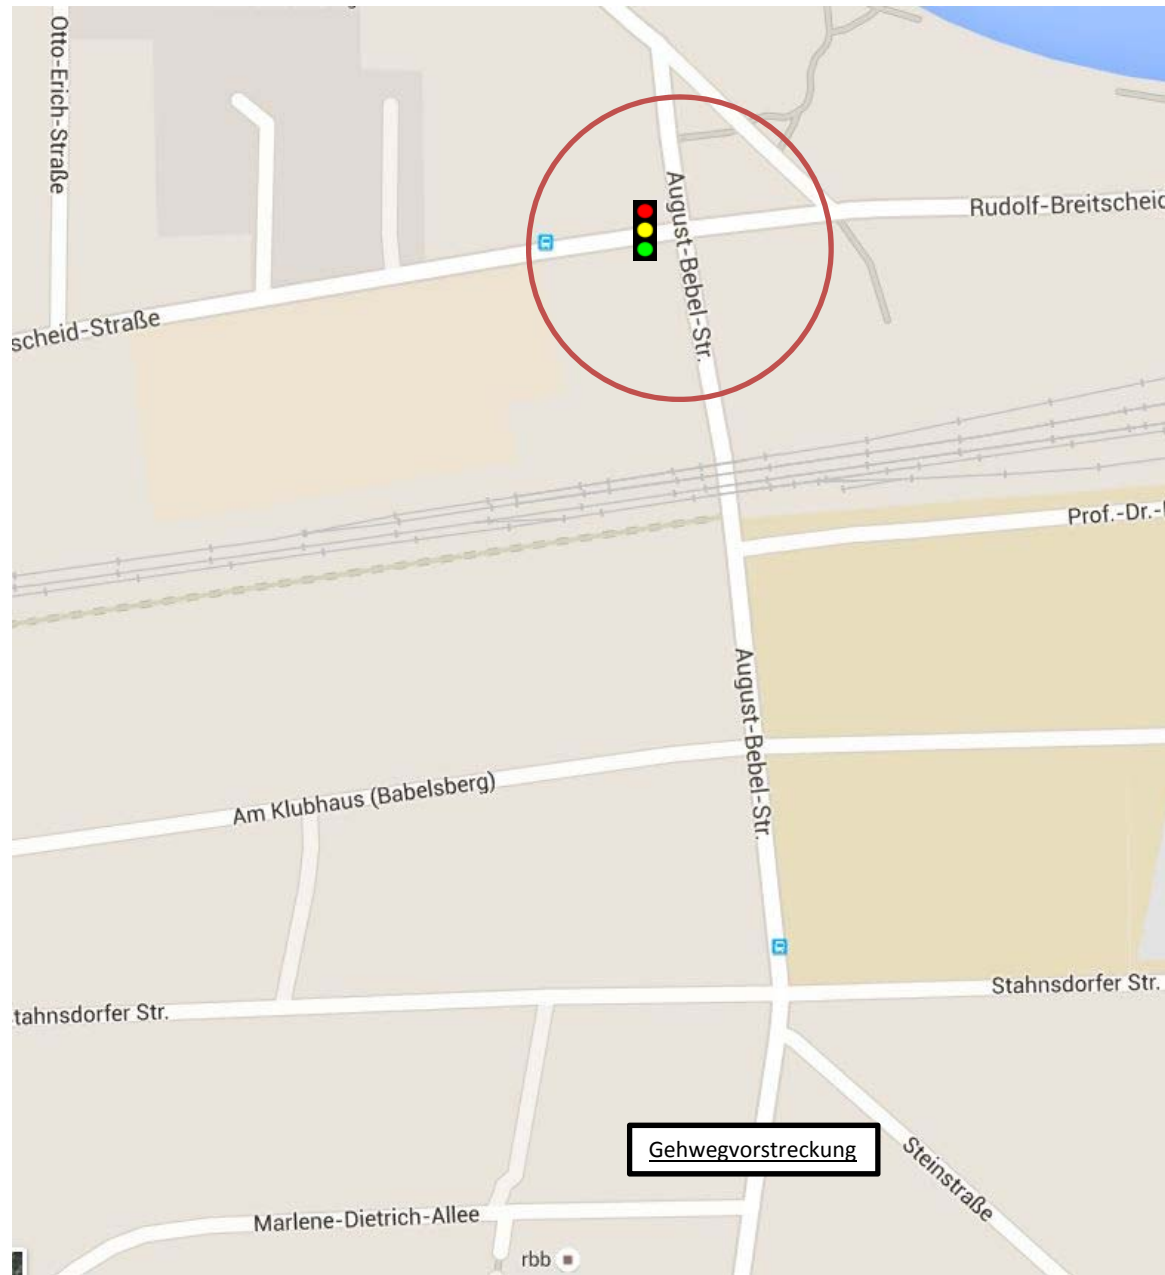 Otto-Erich-Straße
August-Bebel-Str.
Rudolf-Breitscheid
scheid-Straße
Prof.-Dr.-
August-Bebel-Str.
Am Klubhaus (Babelsberg)
Stahnsdorfer Str.
tahnsdorfer Str.
Gehwegvorstreckung
Steinstraße
Marlene-Dietrich-Allee
rbb